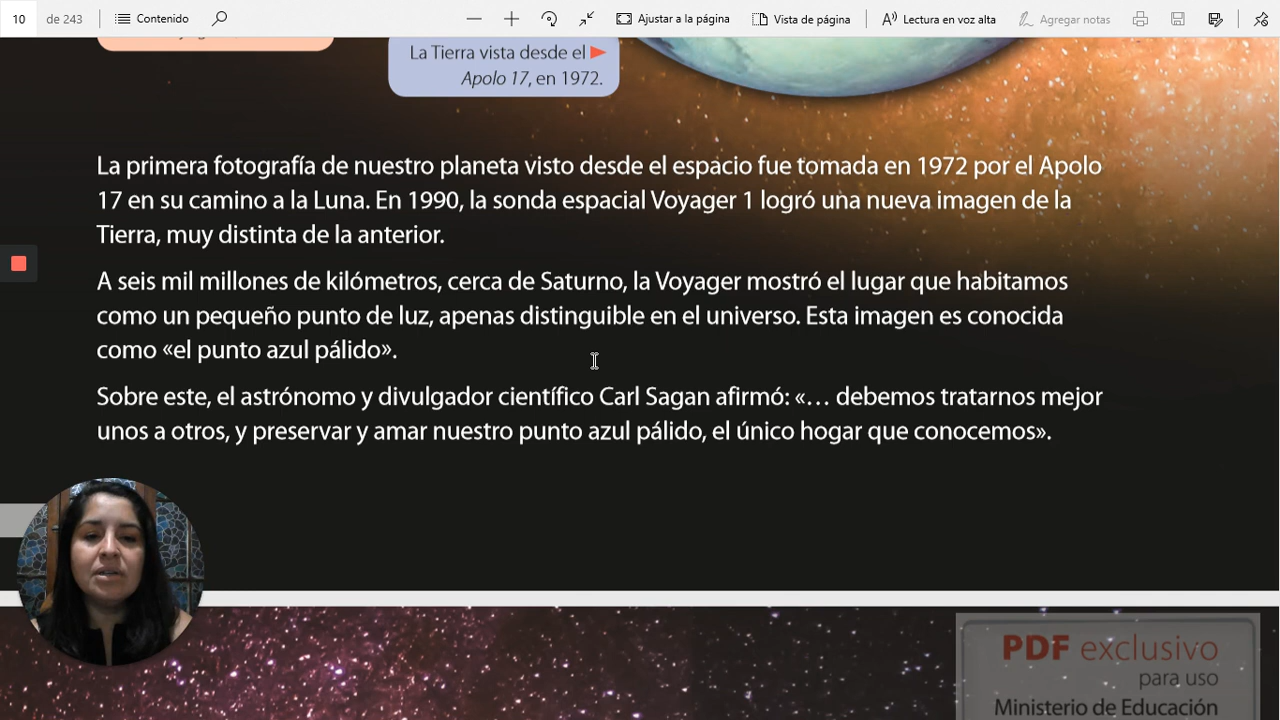 10 de 243 Contenido Ajustar a la página Vista de página Lectura en voz alta Agregar notas
La Tierra vista desde el
Apolo 17, en 1972.
La primera fotografía de nuestro planeta visto desde el espacio fue tomada en 1972 por el Apolo
17 en su camino a la Luna. En 1990, la sonda espacial Voyager 1 logró una nueva imagen de la
Tierra, muy distinta de la anterior.
A seis mil millones de kilómetros, cerca de Saturno, la Voyager mostró el lugar que habitamos
como un pequeño punto de luz, apenas distinguible en el universo. Esta imagen es conocida
como «el punto azul pálido».
Sobre este, el astrónomo y divulgador científico Carl Sagan afirmó: «… debemos tratarnos mejor
unos a otros, y preservar y amar nuestro punto azul pálido, el único hogar que conocemos».
PDF exclusivo
para uso
Ministerio de Educación